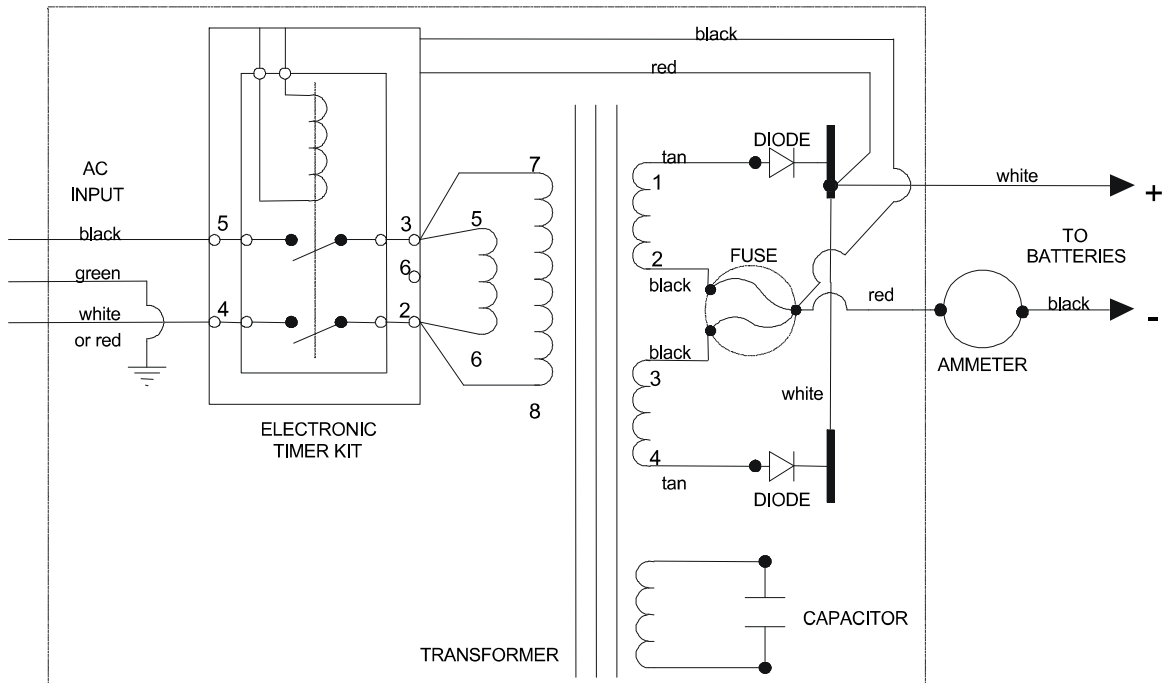 black
red
DIODE
tan
7
1
AC
INPUT
white
+
5
3
5
black
TO
BATTERIES
2
FUSE
6
green
black
red
black
4
2
white
-
or red
6
black
AMMETER
3
8
white
ELECTRONIC
TIMER KIT
4
tan
DIODE
CAPACITOR
TRANSFORMER